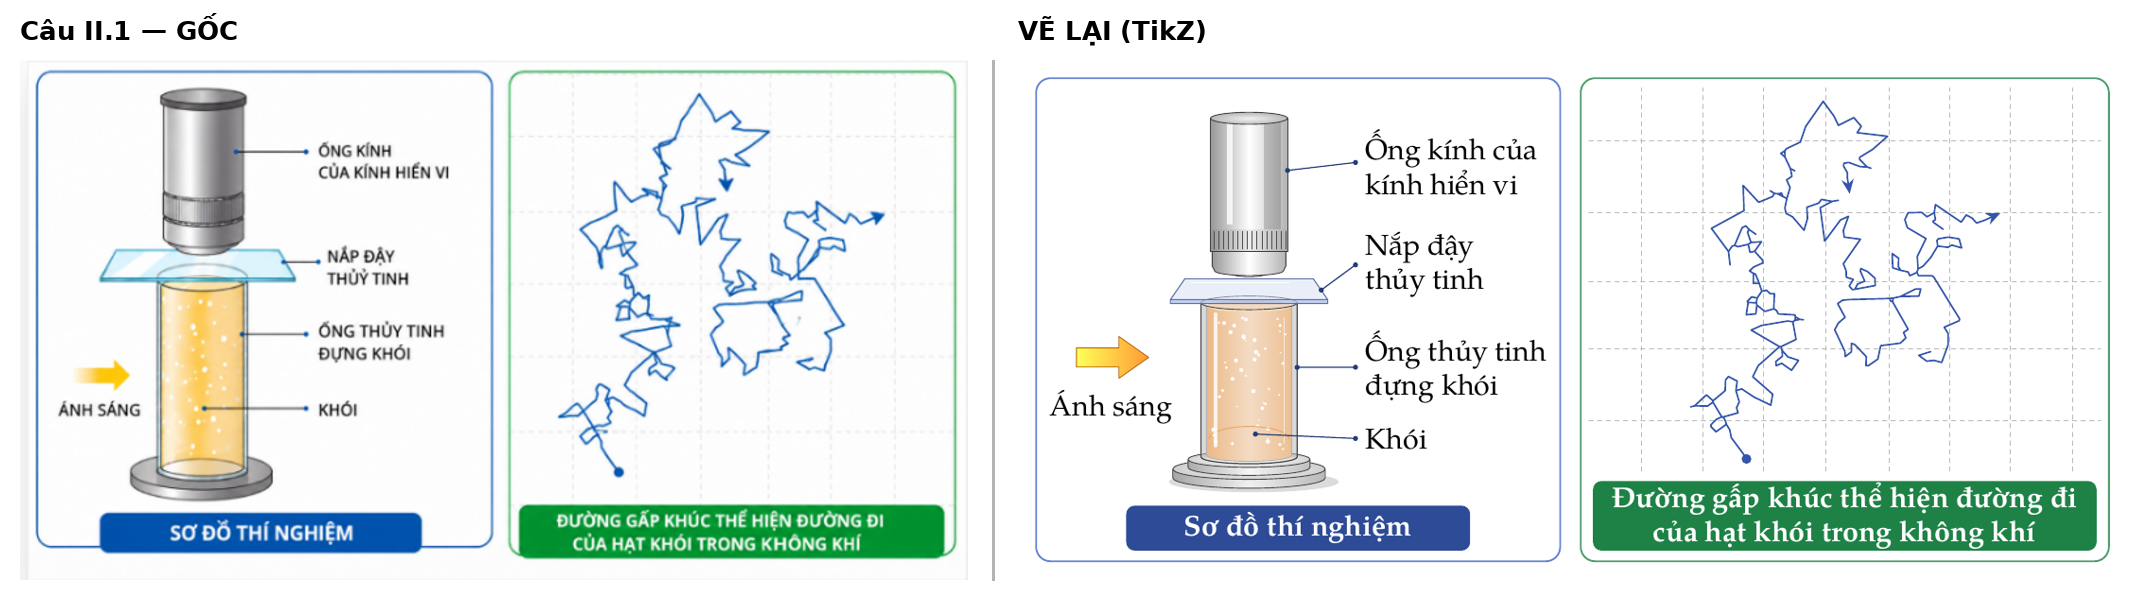 Câu II.1 — GỐC
ỐNG KÍNH
CỦA KÍNH HIỂN VI
NẮP ĐẬY
THỦY TINH
ỐNG THỦY TINH
ĐỰNG KHÓI
ÁNH SÁNG
KHÓI
SƠ ĐỒ THÍ NGHIỆM
ĐƯỜNG GẤP KHÚC THỂ HIỆN ĐƯỜNG ĐI
CỦA HẠT KHÓI TRONG KHÔNG KHÍ
VẼ LẠI (TikZ)
Ống kính của
kính hiển vi
Nắp đậy
thủy tinh
Ống thủy tinh
đựng khói
Ánh sáng
Khói
Sơ đồ thí nghiệm
Đường gấp khúc thể hiện đường đi
của hạt khói trong không khí